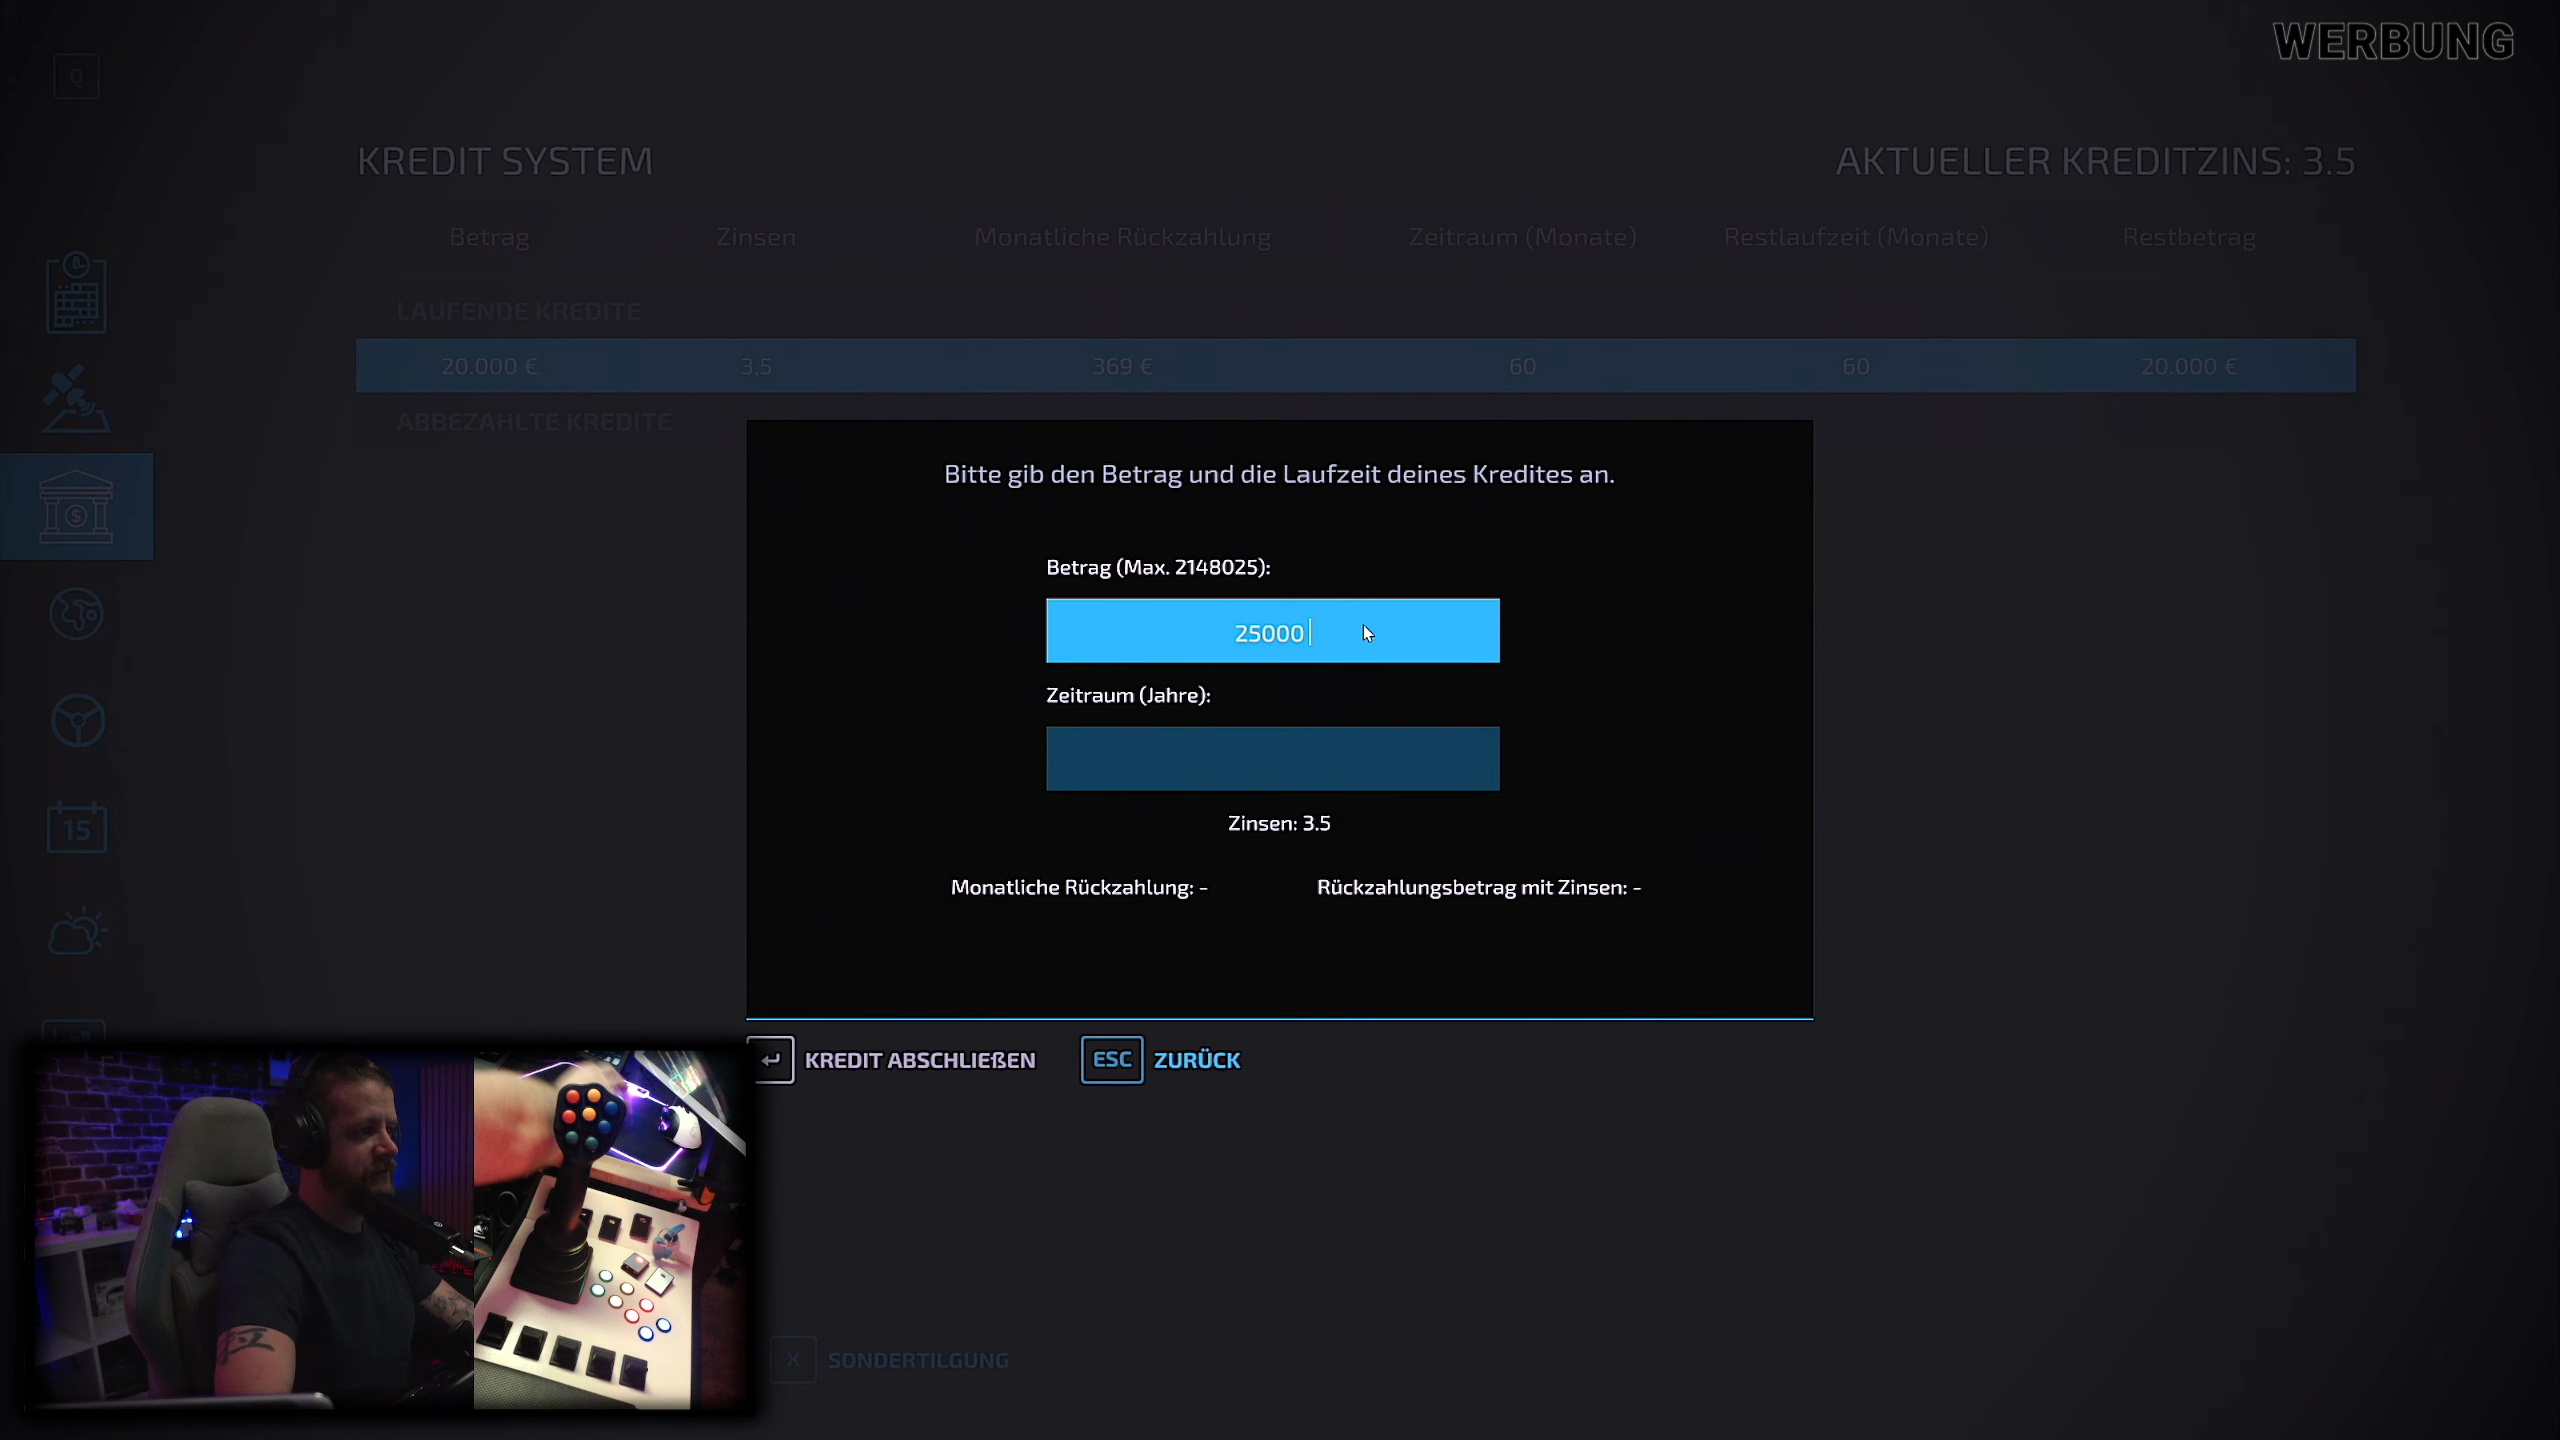 WERBUNG
Q
KREDIT SYSTEM
AKTUELLER KREDITZINS: 3.5
Betrag Zinsen Monatliche Rückzahlung Zeitraum (Monate) Restlaufzeit (Monate) Restbetrag
LAUFENDE KREDITE
20.000 € 3,5 369 € 60 60 20.000 €
ABBEZAHLTE KREDITE
Bitte gib den Betrag und die Laufzeit deines Kredites an.
Betrag (Max. 2148025):
25000
Zeitraum (Jahre):
Zinsen: 3.5
Monatliche Rückzahlung: - Rückzahlungsbetrag mit Zinsen: -
15
KREDIT ABSCHLIEßEN
ESC ZURÜCK
X SONDERTILGUNG